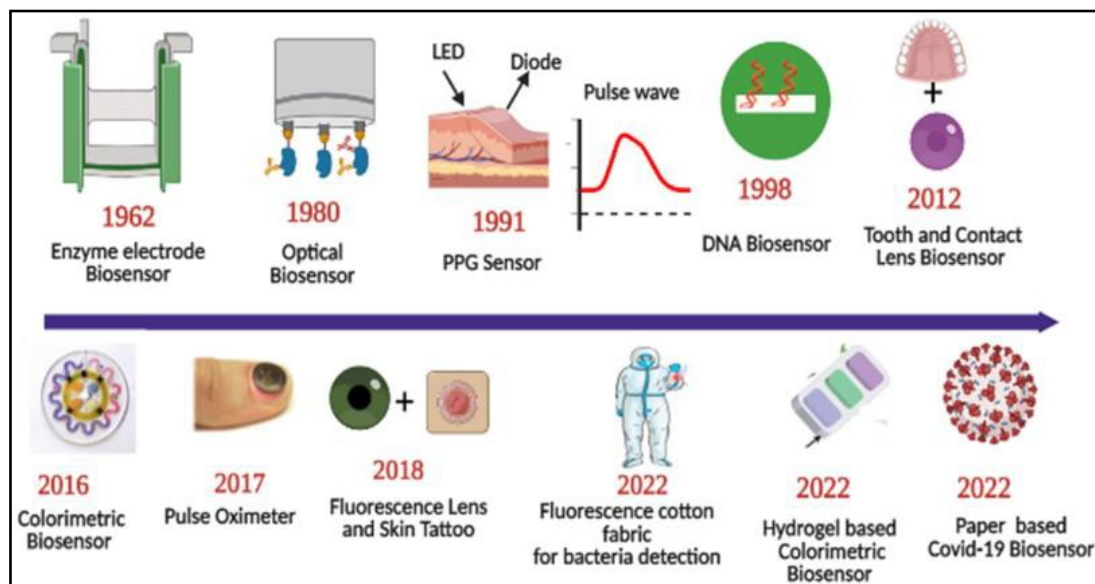 LED
Diode
Pulse wave
1962
Enzyme electrode
Biosensor
1980
Optical
Biosensor
1991
PPG Sensor
1998
DNA Biosensor
2012
Tooth and Contact
Lens Biosensor
2016
Colorimetric
Biosensor
2017
Pulse Oximeter
2018
Fluorescence Lens
and Skin Tattoo
2022
Fluorescence cotton
fabric
for bacteria detection
2022
Hydrogel based
Colorimetric
Biosensor
2022
Paper based
Covid-19 Biosensor